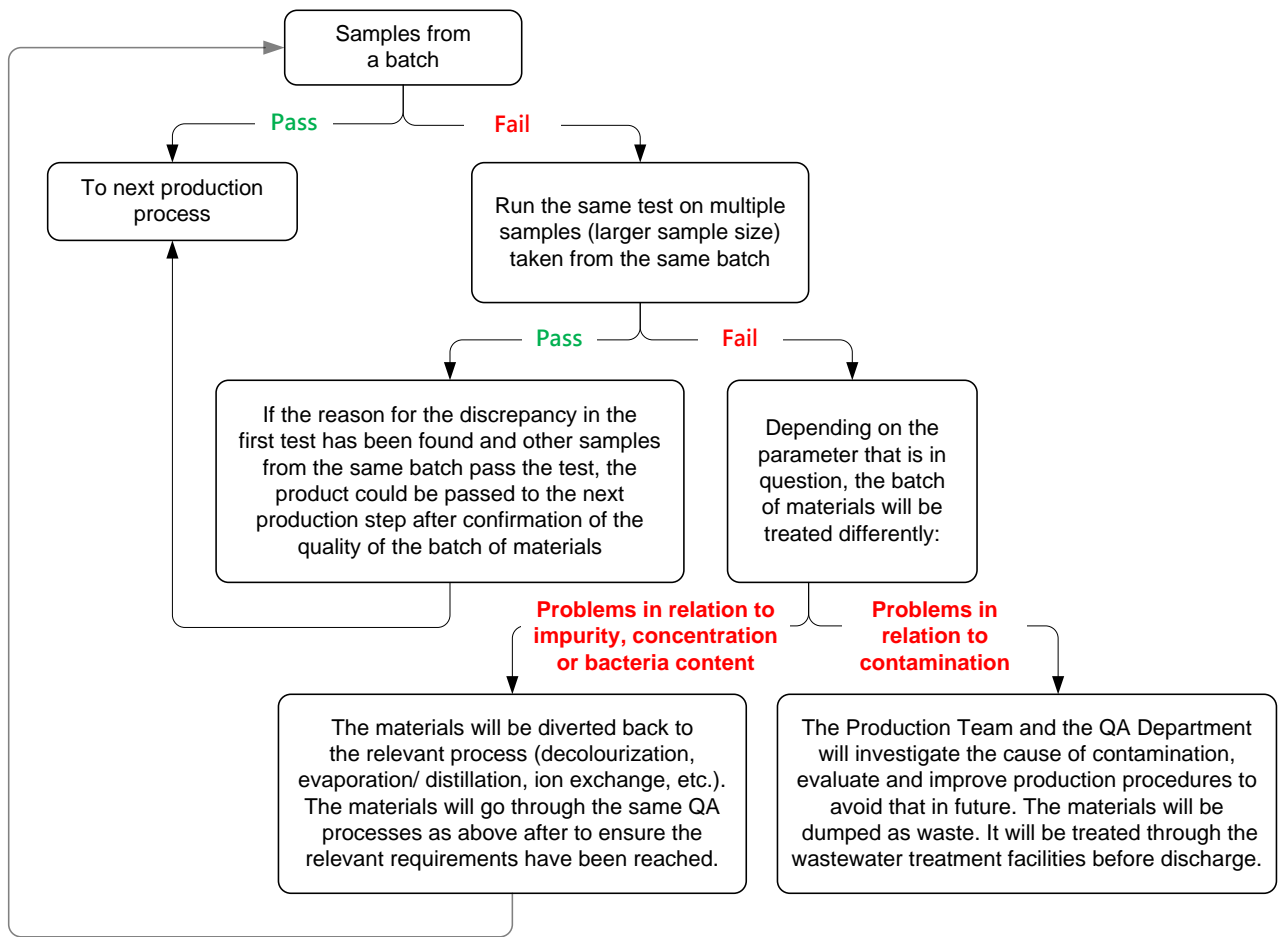 Samples from
a batch
Pass
Fail
To next production
process
Run the same test on multiple
samples (larger sample size)
taken from the same batch
Pass
Fail
If the reason for the discrepancy in the
first test has been found and other samples
from the same batch pass the test, the
product could be passed to the next
production step after confirmation of the
quality of the batch of materials
Depending on the
parameter that is in
question, the batch
of materials will be
treated differently:
Problems in relation to
impurity, concentration
or bacteria content
Problems in
relation to
contamination
The materials will be diverted back to
the relevant process (decolourization,
evaporation/ distillation, ion exchange, etc.).
The materials will go through the same QA
processes as above after to ensure the
relevant requirements have been reached.
The Production Team and the QA Department
will investigate the cause of contamination,
evaluate and improve production procedures to
avoid that in future. The materials will be
dumped as waste. It will be treated through the
wastewater treatment facilities before discharge.